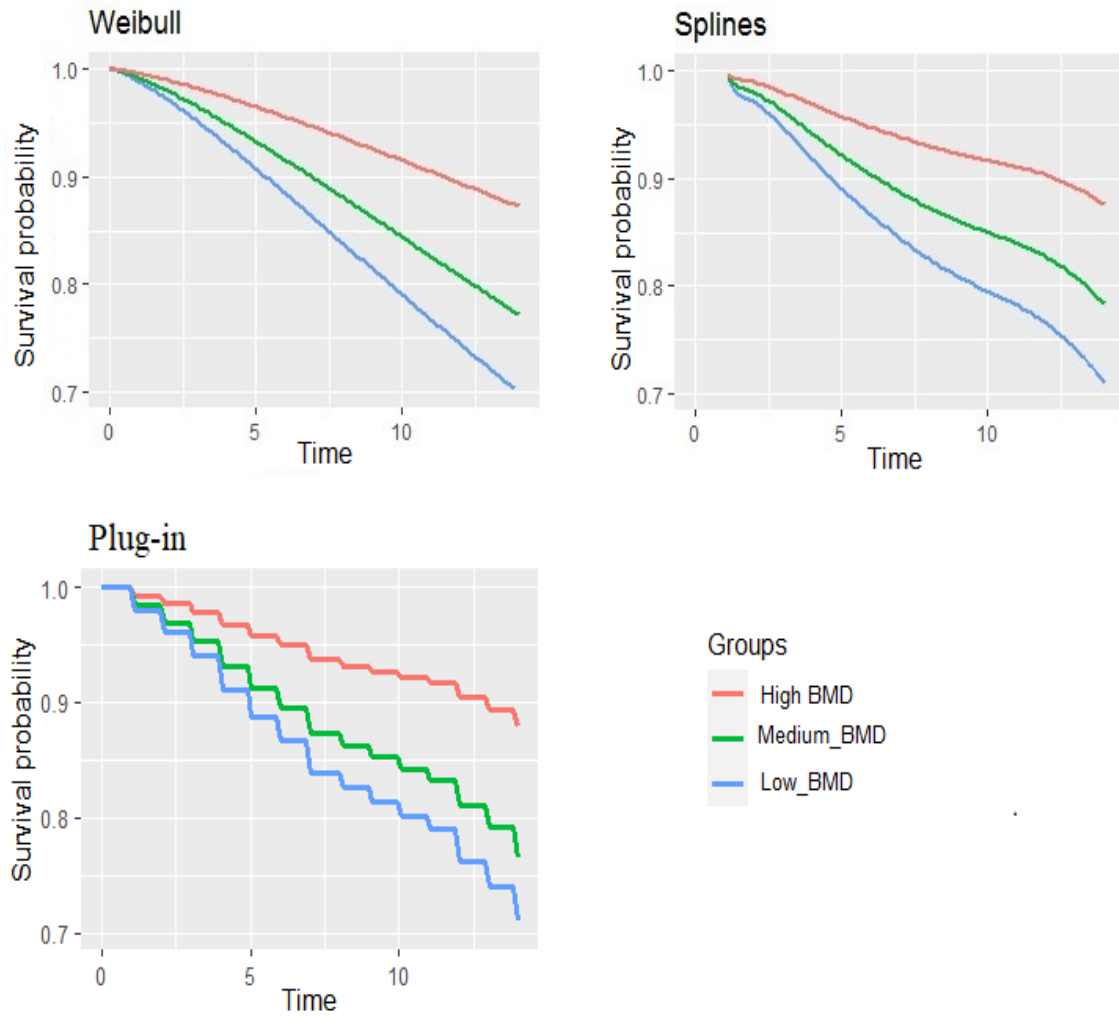 Weibull
Survival probability
1.0
0.9
0.8
0.7
0
5
10
Time
Splines
Survival probability
1.0
0.9
0.8
0.7
0
5
10
Time
Plug-in
Survival probability
1.0
0.9
0.8
0.7
0
5
10
Time
Groups
High BMD
Medium_BMD
Low_BMD